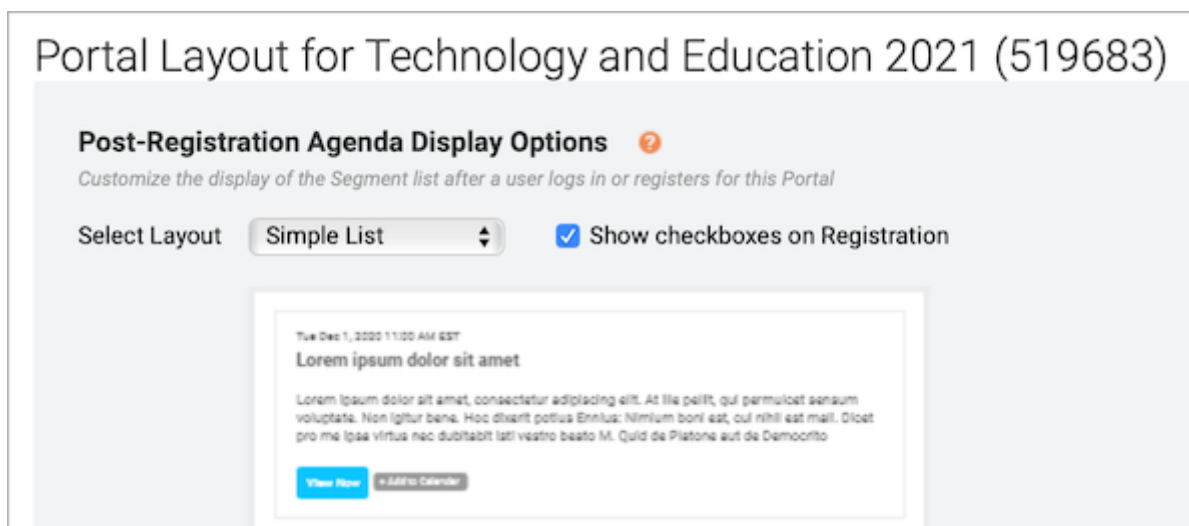 Portal Layout for Technology and Education 2021 (519683)
Post-Registration Agenda Display Options ?
Customize the display of the Segment list after a user logs in or registers for this Portal
Select Layout Simple List Show checkboxes on Registration
Tue Dec 1, 2020 11:00 AM EST
Lorem ipsum dolor sit amet
Lorem ipsum dolor sit amet, consectetur adipiscing elit. At ille pellit, qui permulcet sensum
voluptate. Non igitur bene. Hoc dixerit potius Ennius: Nimium boni est, cui nihil est mali. Dicet
pro me ipsa virtus nec dubitabit isti vestro beato M. Quid de Platone aut de Democrito
View Now + Add to Calendar